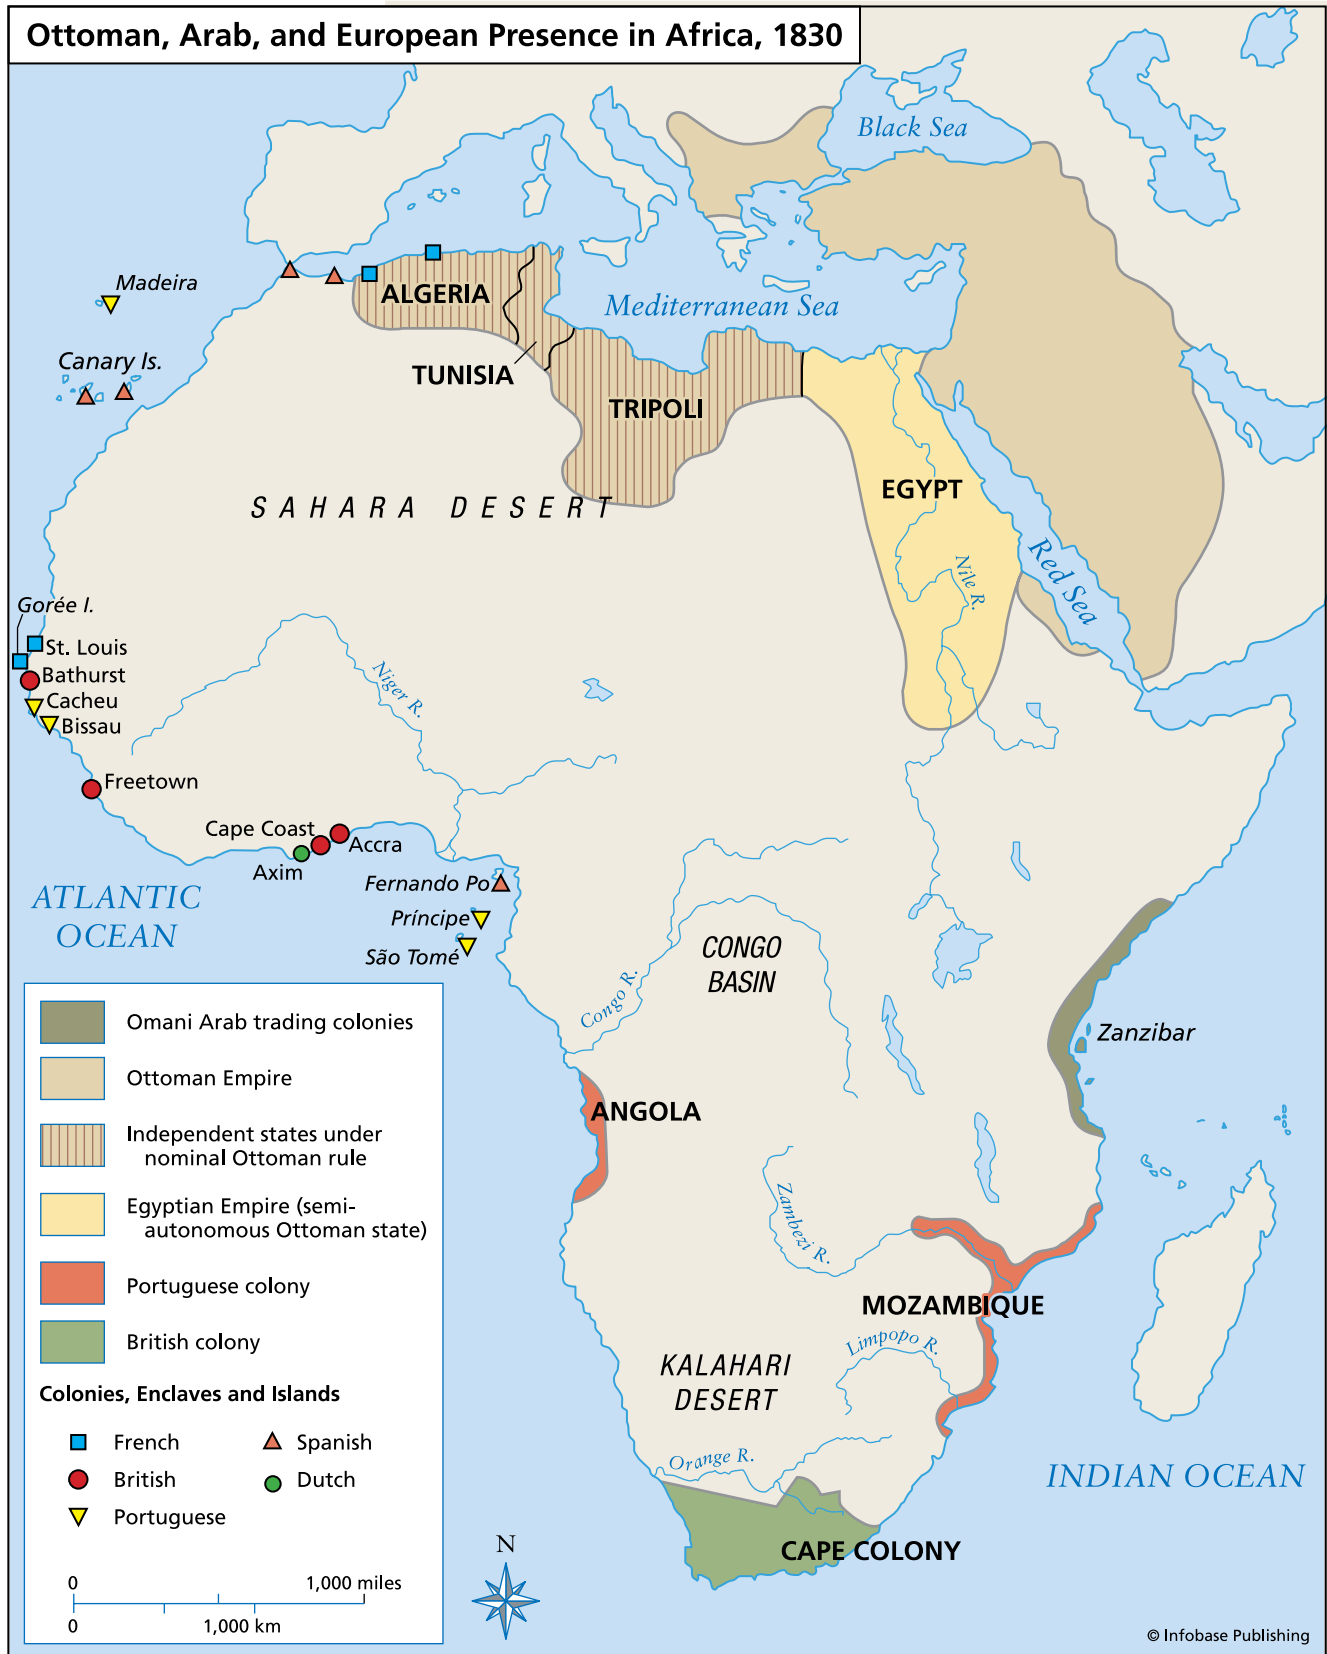 Ottoman, Arab, and European Presence in Africa, 1830
Black Sea
Madeira
ALGERIA
Mediterranean Sea
Canary Is.
TUNISIA
TRIPOLI
EGYPT
SAHARA DESERT
Red Sea
Nile R.
Gorée I.
St. Louis
Bathurst
Niger R.
Cacheu
Bissau
Freetown
Cape Coast
Accra
Axim
Fernando Po
ATLANTIC
OCEAN
Príncipe
São Tomé
CONGO
BASIN
Congo R.
Zanzibar
ANGOLA
Zambezi R.
MOZAMBIQUE
Limpopo R.
KALAHARI
DESERT
Orange R.
INDIAN OCEAN
CAPE COLONY
Omani Arab trading colonies
Ottoman Empire
Independent states under
nominal Ottoman rule
Egyptian Empire (semi-
autonomous Ottoman state)
Portuguese colony
British colony
Colonies, Enclaves and Islands
French
Spanish
British
Dutch
Portuguese
N
0 1,000 miles
0 1,000 km
© Infobase Publishing